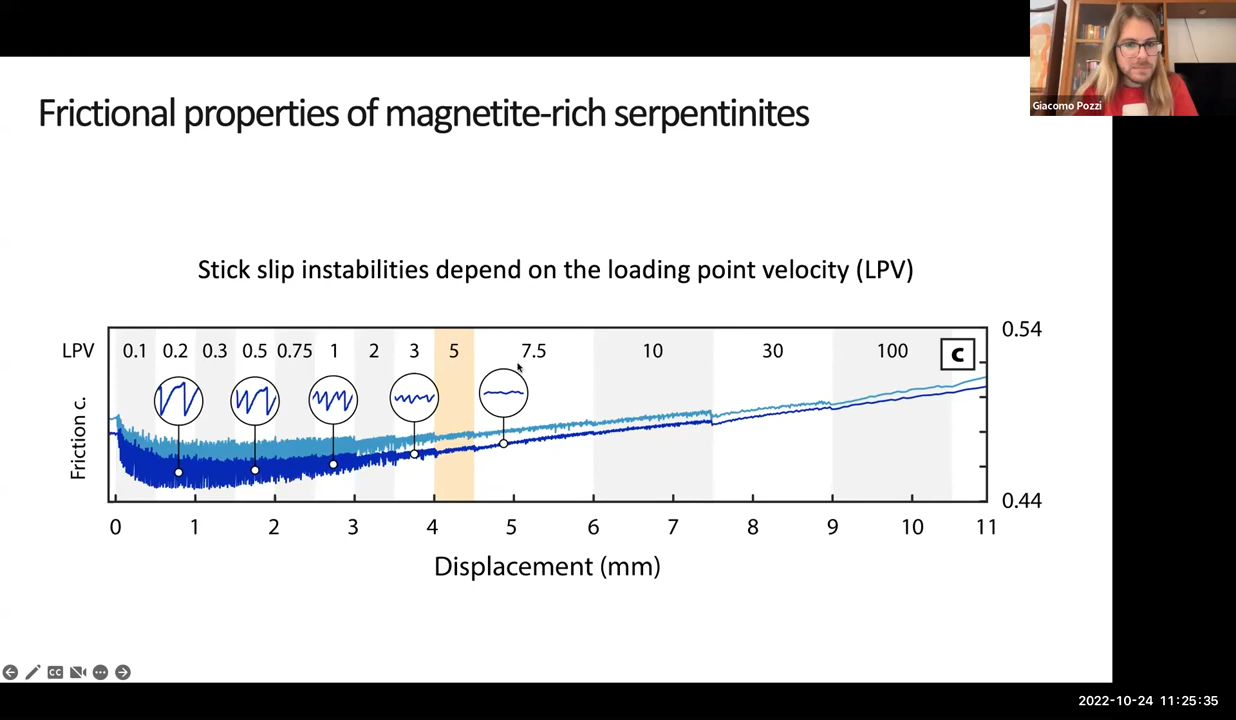 Giacomo Pozzi
Frictional properties of magnetite-rich serpentinites
Stick slip instabilities depend on the loading point velocity (LPV)
LPV 0.1 0.2 0.3 0.5 0.75 1 2 3 5 7.5 10 30 100 c
0.54
Friction c.
0.44
0 1 2 3 4 5 6 7 8 9 10 11
Displacement (mm)
CC
2022-10-24 11:25:35